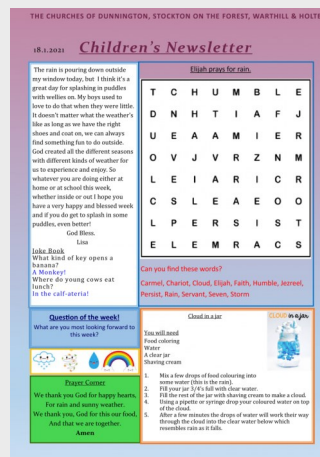 THE CHURCHES OF DUNNINGTON, STOCKTON ON THE FOREST, WARTHILL & HOLTB
18.1.2021
Children's Newsletter
The rain is pouring down outside
my window today, but I think it's a
great day for splashing in puddles
with wellies on. My boys used to
love to do that when they were little.
It doesn't matter what the weather's
like as long as we have the right
shoes and coat on, we can always
find something fun to do outside.
God created all the different seasons
with different kinds of weather for
us to experience and enjoy. So
whatever you are doing either at
home or at school this week,
whether inside or out I hope you
have a very happy and blessed week
and if you do get to splash in some
puddles, even better!
God Bless.
Lisa
Joke Book
What kind of key opens a
banana?
A Monkey!
Where do young cows eat
lunch?
In the calf-ateria!
Elijah prays for rain.
T C H U M B L E
D N H T I A F J
U E A A M I E R
O V J V R Z N M
L E I A R I C R
C S L E A E O O
L P E R S I S T
E L E M R A C S
Can you find these words?
Carmel, Chariot, Cloud, Elijah, Faith, Humble, Jezreel,
Persist, Rain, Servant, Seven, Storm
Question of the week!
What are you most looking forward to
this week?
Prayer Corner
We thank you God for happy hearts,
For rain and sunny weather.
We thank you, God for this our food,
And that we are together.
Amen
Cloud in a jar
CLOUD in a jar
You will need
Food coloring
Water
A clear jar
Shaving cream
1. Mix a few drops of food colouring into
some water (this is the rain).
2. Fill your jar 3/4's full with clear water.
3. Fill the rest of the jar with shaving cream to make a cloud.
4. Using a pipette or syringe drop your coloured water on top
of the cloud.
5. After a few minutes the drops of water will work their way
through the cloud into the clear water below which
resembles rain as it falls.